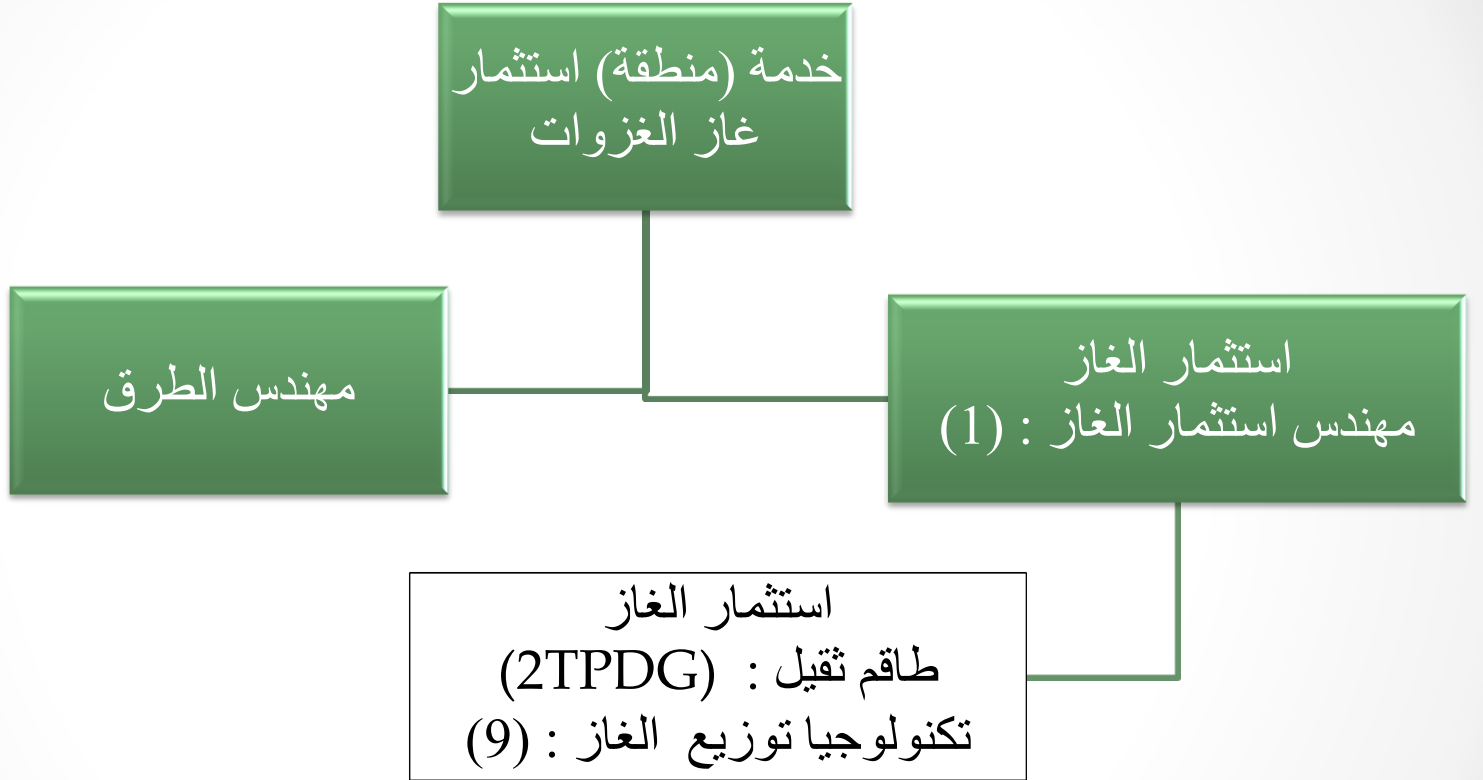 خدمة (منطقة) استثمار
غاز الغزوات
استثمار الغاز
مهندس استثمار الغاز : (1)
مهندس الطرق
استثمار الغاز
طاقم ثقيل : (2TPDG)
تكنولوجيا توزيع الغاز : (9)